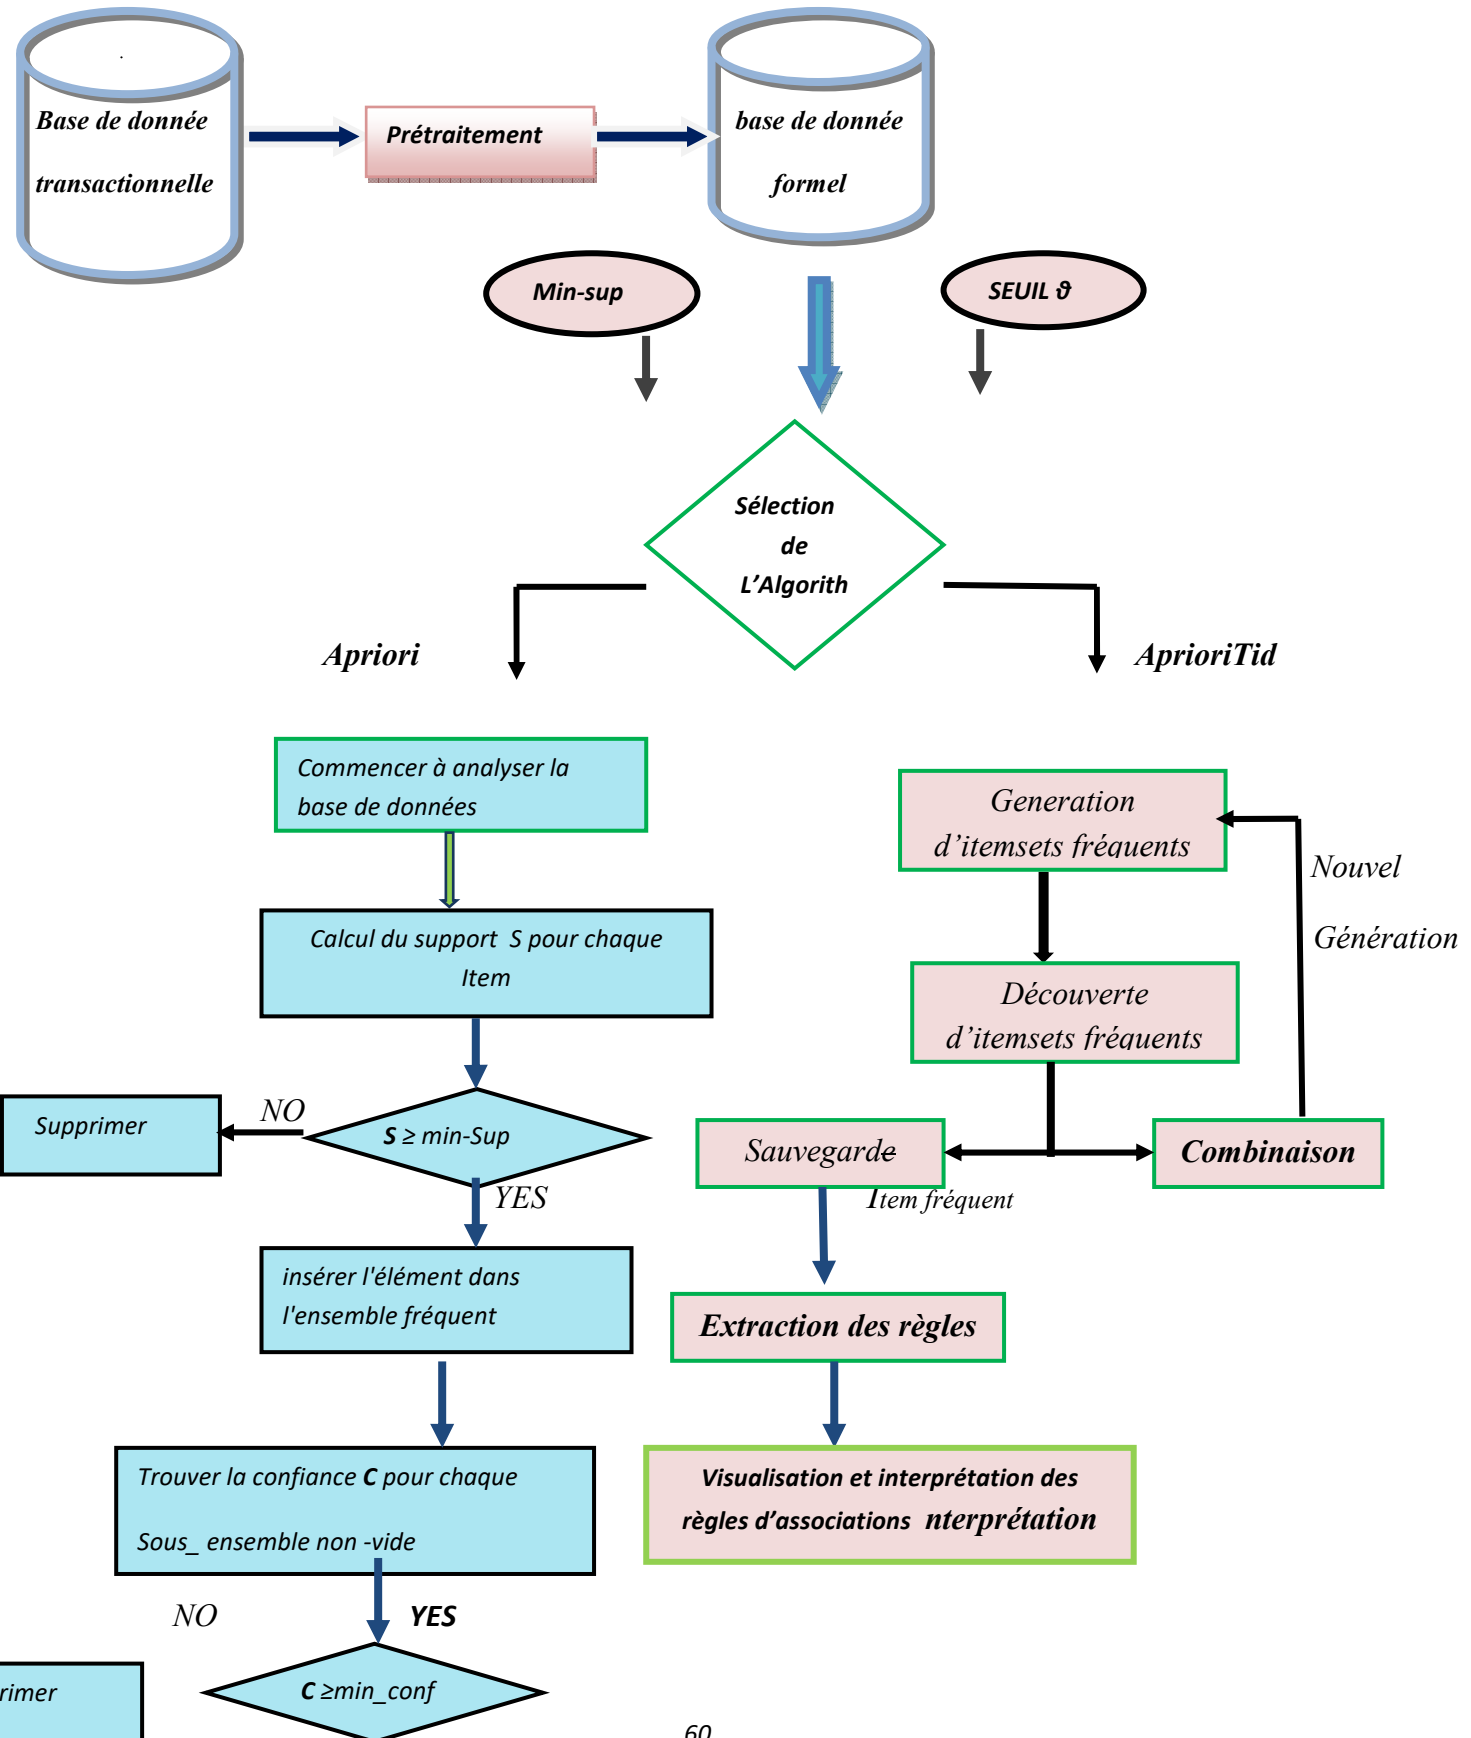 Base de donnée
transactionnelle
Prétraitement
base de donnée
formel
Min-sup
SEUIL ϑ
Sélection
de
L’Algorith
Apriori
AprioriTid
Commencer à analyser la
base de données
Calcul du support S pour chaque
Item
S ≥ min-Sup
NO
Supprimer
YES
insérer l'élément dans
l'ensemble fréquent
Trouver la confiance C pour chaque
Sous_ ensemble non -vide
NO
YES
C ≥min_conf
rimer
Generation
d’itemsets fréquents
Nouvel
Génération
Découverte
d’itemsets fréquents
Sauvegarde
Combinaison
Item fréquent
Extraction des règles
Visualisation et interprétation des
règles d’associations nterprétation
60